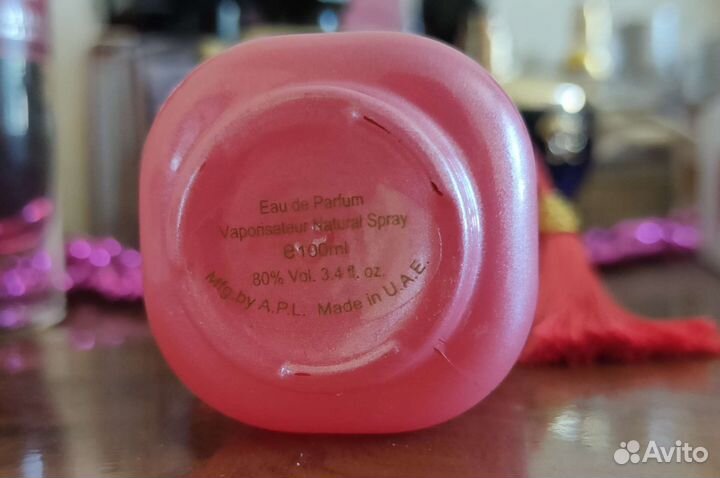 Eau de Parfum
Vaporisateur Natural Spray
℮100ml
80% Vol. 3.4 fl. oz.
Mfg.by A.P.L. Made in U.A.E.
Avito